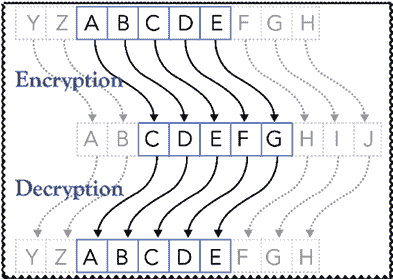 Y Z A B C D E F G H
Encryption
A B C D E F G H I J
Decryption
Y Z A B C D E F G H